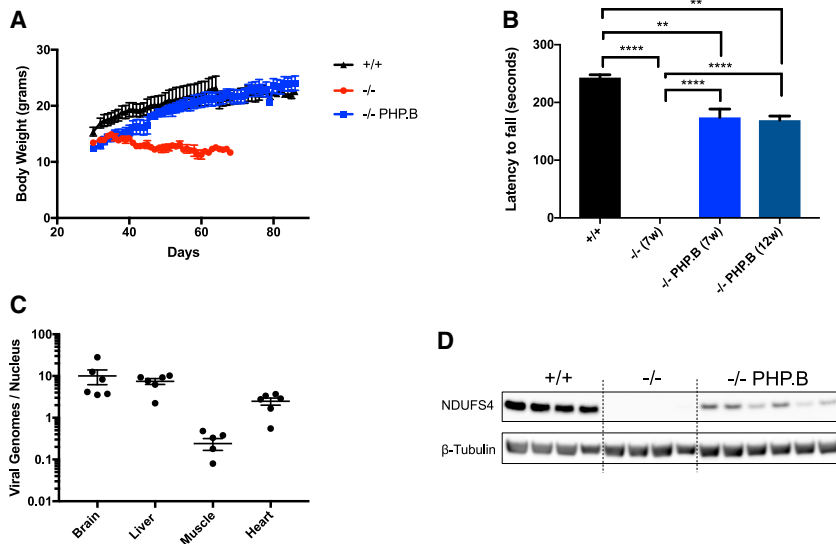 A
Body Weight (grams)
30
20
10
0
20
40
60
80
Days
+/+
-/-
-/- PHP.B
B
Latency to fall (seconds)
300
200
100
0
**
**
****
****
****
+/+
-/- (7w)
-/- PHP.B (7w)
-/- PHP.B (12w)
C
Viral Genomes / Nucleus
100
10
1
0.1
0.01
Brain
Liver
Muscle
Heart
D
+/+
-/-
-/- PHP.B
NDUFS4
β-Tubulin